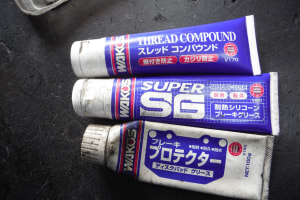 WAKO'S
THREAD COMPOUND
スレッド コンパウンド
焼付き防止
カジリ防止
V170
WAKO'S
SUPER
SG
耐熱シリコーン
ブレーキグリース
WAKO'S
ブレーキ
プロテクター
ディスクパッド グリース